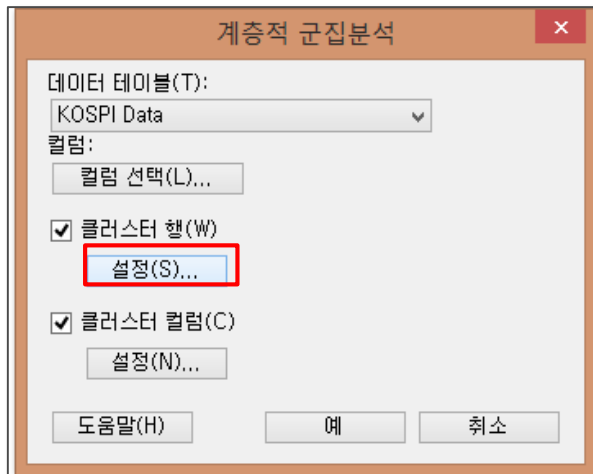 계층적 군집분석
데이터 테이블(T):
KOSPI Data
컬럼:
컬럼 선택(L)...
클러스터 행(W)
설정(S)...
클러스터 컬럼(C)
설정(N)...
도움말(H) 예 취소